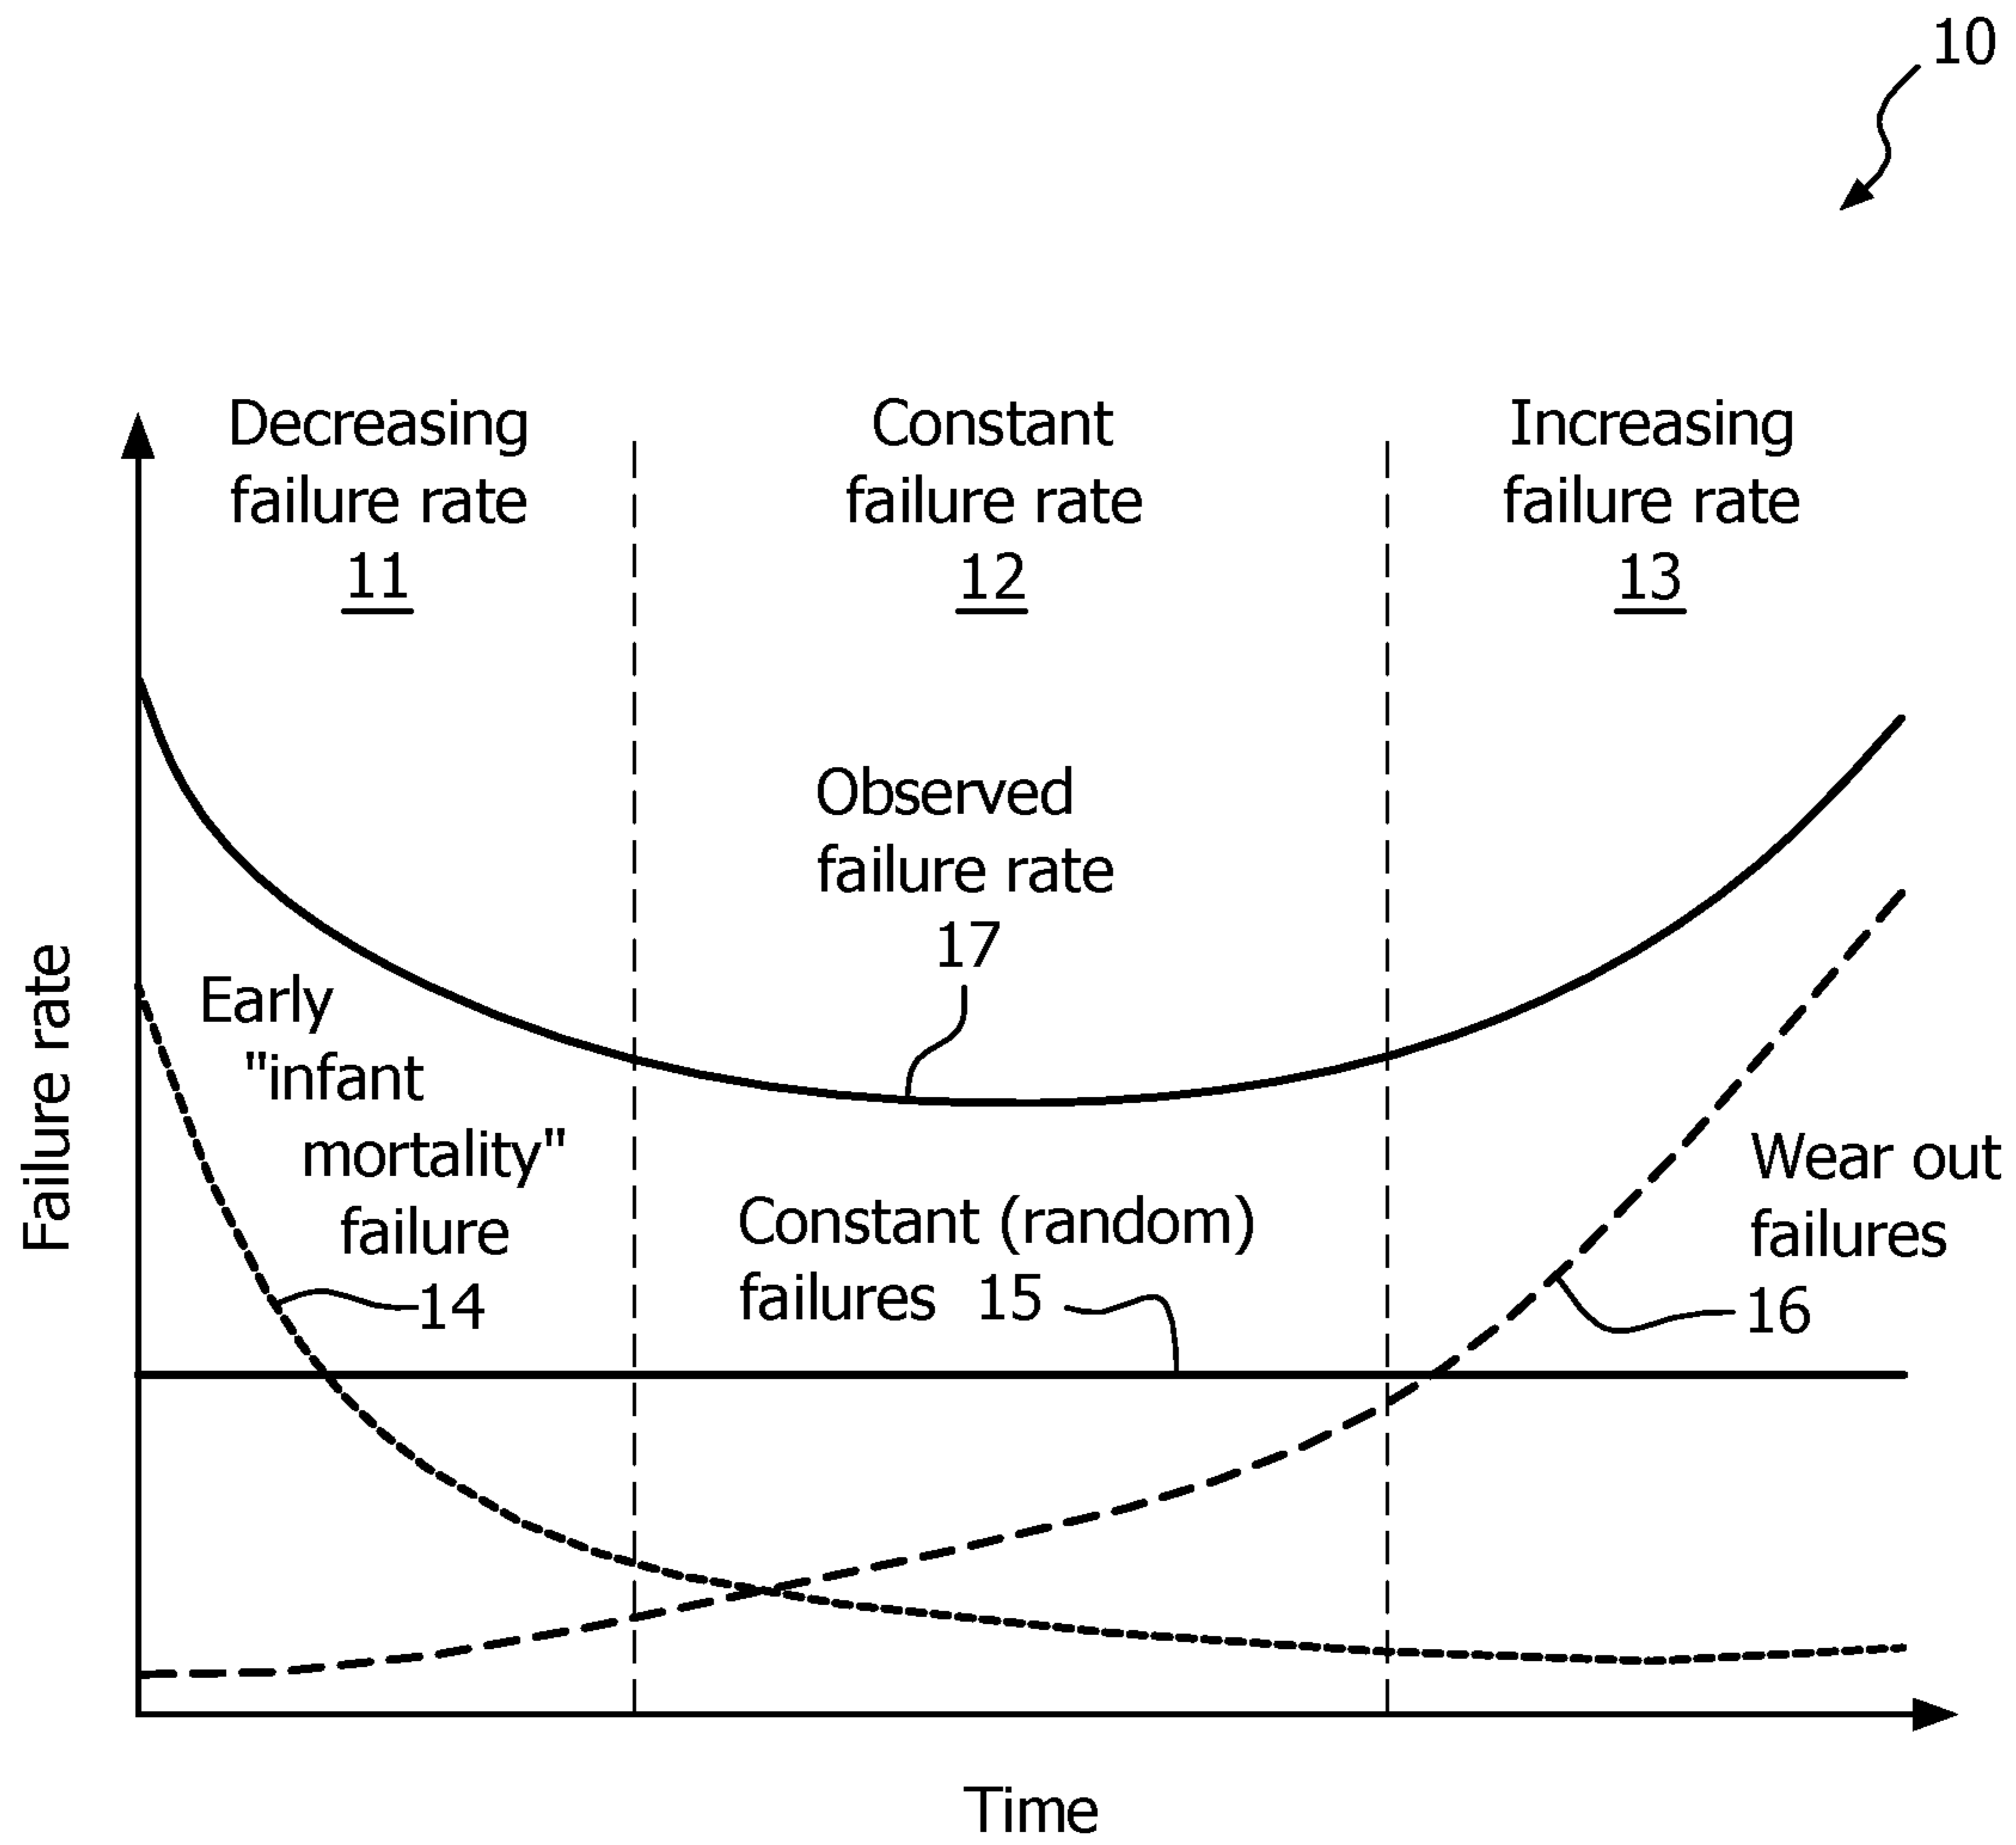 10
Decreasing
failure rate
11
Constant
failure rate
12
Increasing
failure rate
13
Observed
failure rate
17
Early
"infant
mortality"
failure
14
Constant (random)
failures 15
Wear out
failures
16
Failure rate
Time